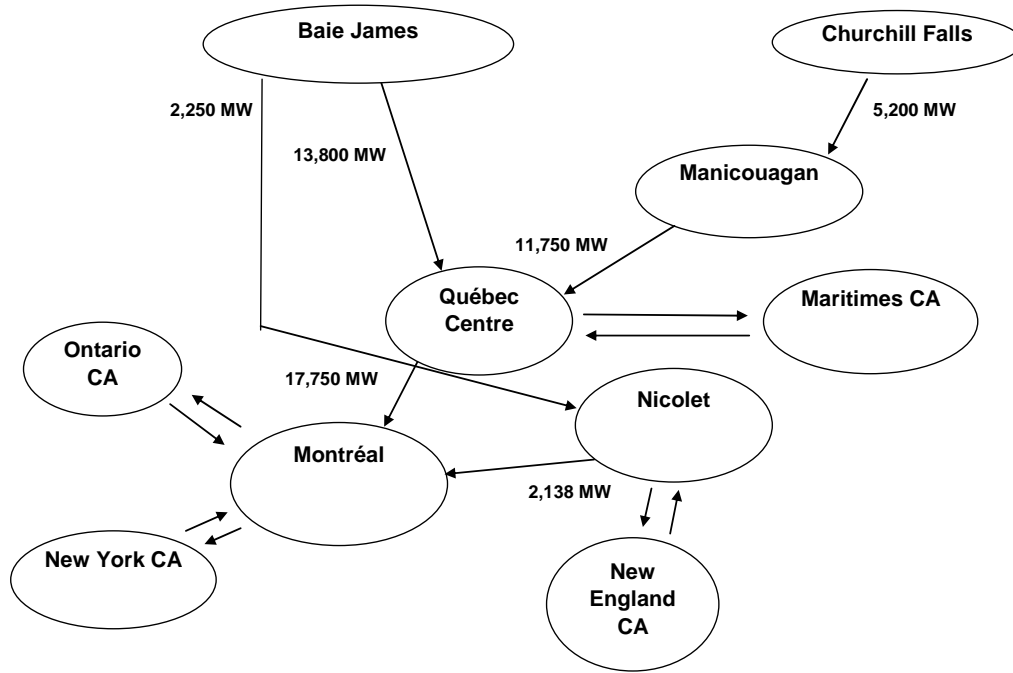 Baie James
Churchill Falls
2,250 MW
5,200 MW
13,800 MW
Manicouagan
11,750 MW
Québec
Centre
Maritimes CA
Ontario
CA
17,750 MW
Nicolet
Montréal
2,138 MW
New York CA
New
England
CA